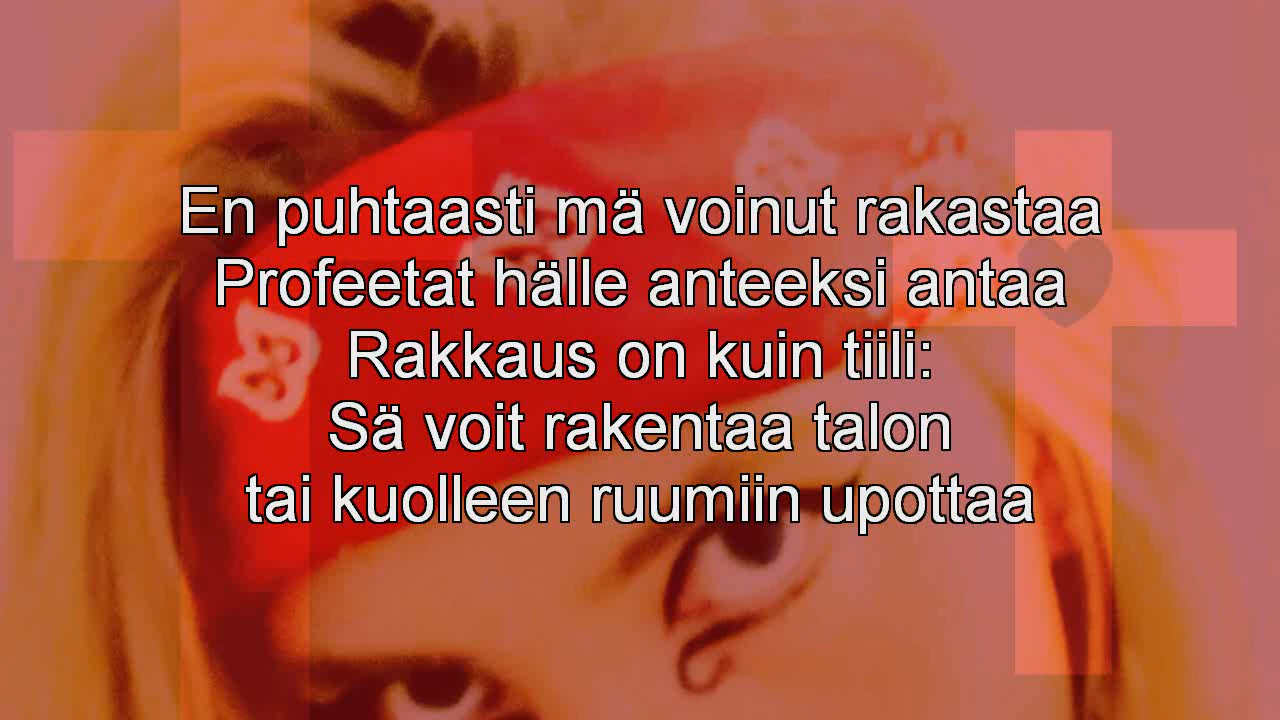 En puhtaasti mä voinut rakastaa
Profeetat hälle anteeksi antaa
Rakkaus on kuin tiili:
Sä voit rakentaa talon
tai kuolleen ruumiin upottaa